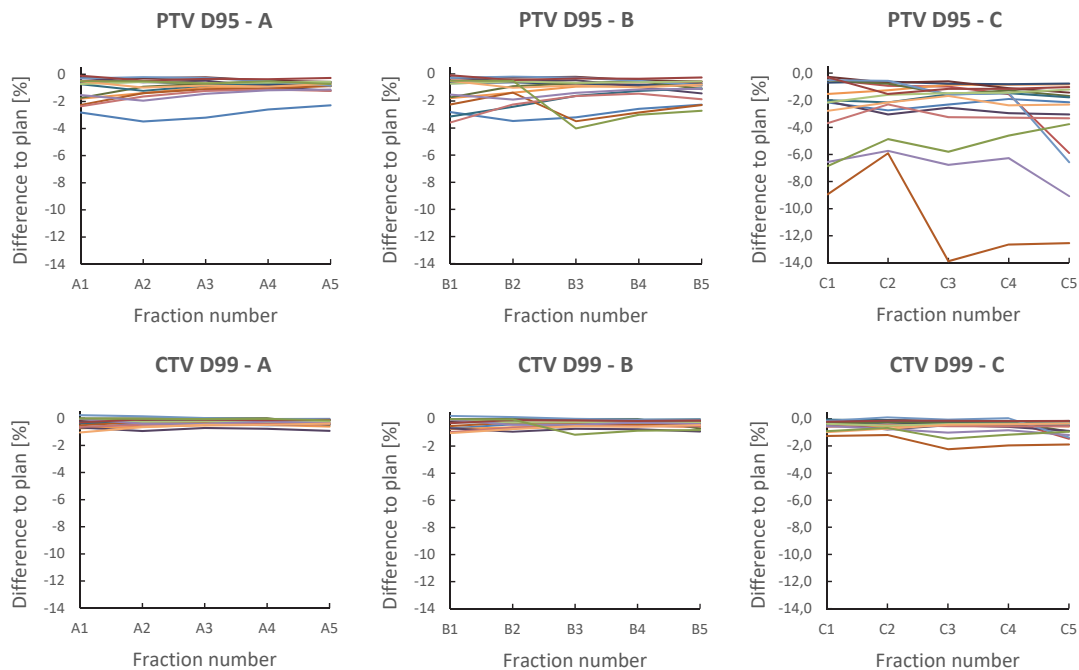 PTV D95 - A
Difference to plan [%]
0
-2
-4
-6
-8
-10
-12
-14
A1 A2 A3 A4 A5
Fraction number
PTV D95 - B
Difference to plan [%]
0
-2
-4
-6
-8
-10
-12
-14
B1 B2 B3 B4 B5
Fraction number
PTV D95 - C
Difference to plan [%]
0,0
-2,0
-4,0
-6,0
-8,0
-10,0
-12,0
-14,0
C1 C2 C3 C4 C5
Fraction number
CTV D99 - A
Difference to plan [%]
0
-2
-4
-6
-8
-10
-12
-14
A1 A2 A3 A4 A5
Fraction number
CTV D99 - B
Difference to plan [%]
0
-2
-4
-6
-8
-10
-12
-14
B1 B2 B3 B4 B5
Fraction number
CTV D99 - C
Difference to plan [%]
0,0
-2,0
-4,0
-6,0
-8,0
-10,0
-12,0
-14,0
C1 C2 C3 C4 C5
Fraction number